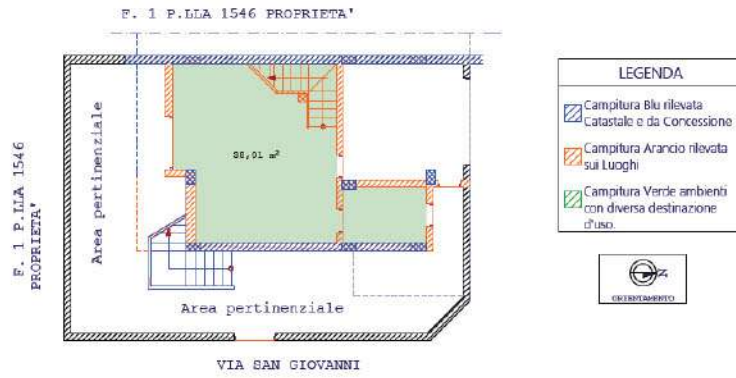 F. 1 P.LLA 1546 PROPRIETA'
F. 1 P.LLA 1546
PROPRIETA'
Area pertinenziale
Area pertinenziale
VIA SAN GIOVANNI
LEGENDA
Campitura Blu rilevata
Catastale e da Concessione
Campitura Arancio rilevata
sui Luoghi
Campitura Verde ambienti
con diversa destinazione
d'uso.
N
ORIENTAMENTO